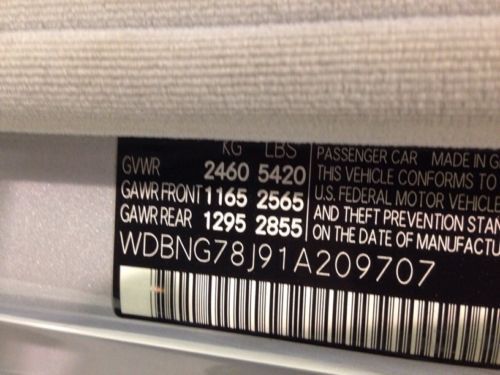 KG LBS
GVWR 2460 5420
GAWR FRONT 1165 2565
GAWR REAR 1295 2855
PASSENGER CAR MADE IN
THIS VEHICLE CONFORMS TO
U.S. FEDERAL MOTOR VEHICLE
AND THEFT PREVENTION STAN
ON THE DATE OF MANUFACTU
WDBNG78J91A209707